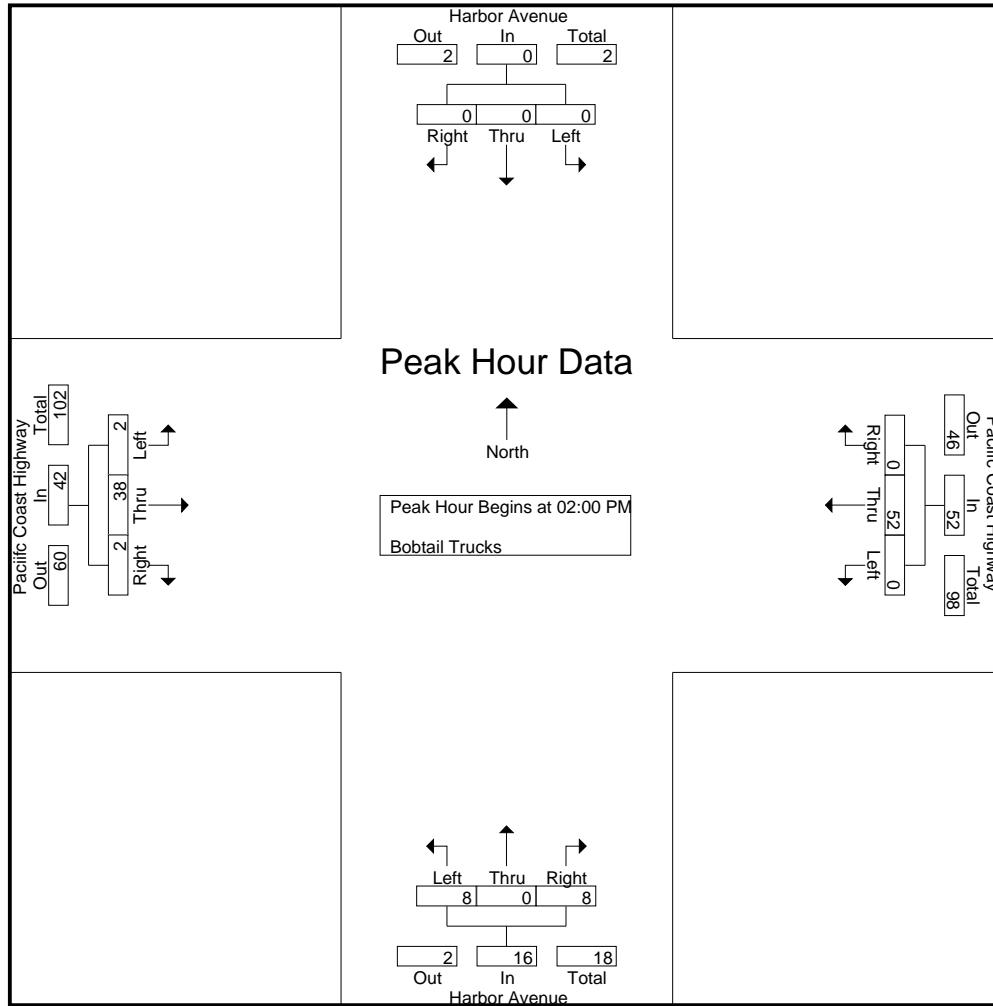 Harbor Avenue
Out In Total
2 0 2
0 0 0
Right Thru Left
Peak Hour Data
North
Peak Hour Begins at 02:00 PM
Bobtail Trucks
Paciifc Coast Highway
Total In Out
102 42 60
2 38 2
Left Thru Right
Paciifc Coast Highway
Out In Total
46 52 98
0 52 0
Right Thru Left
Left Thru Right
8 0 8
2 16 18
Out In Total
Harbor Avenue